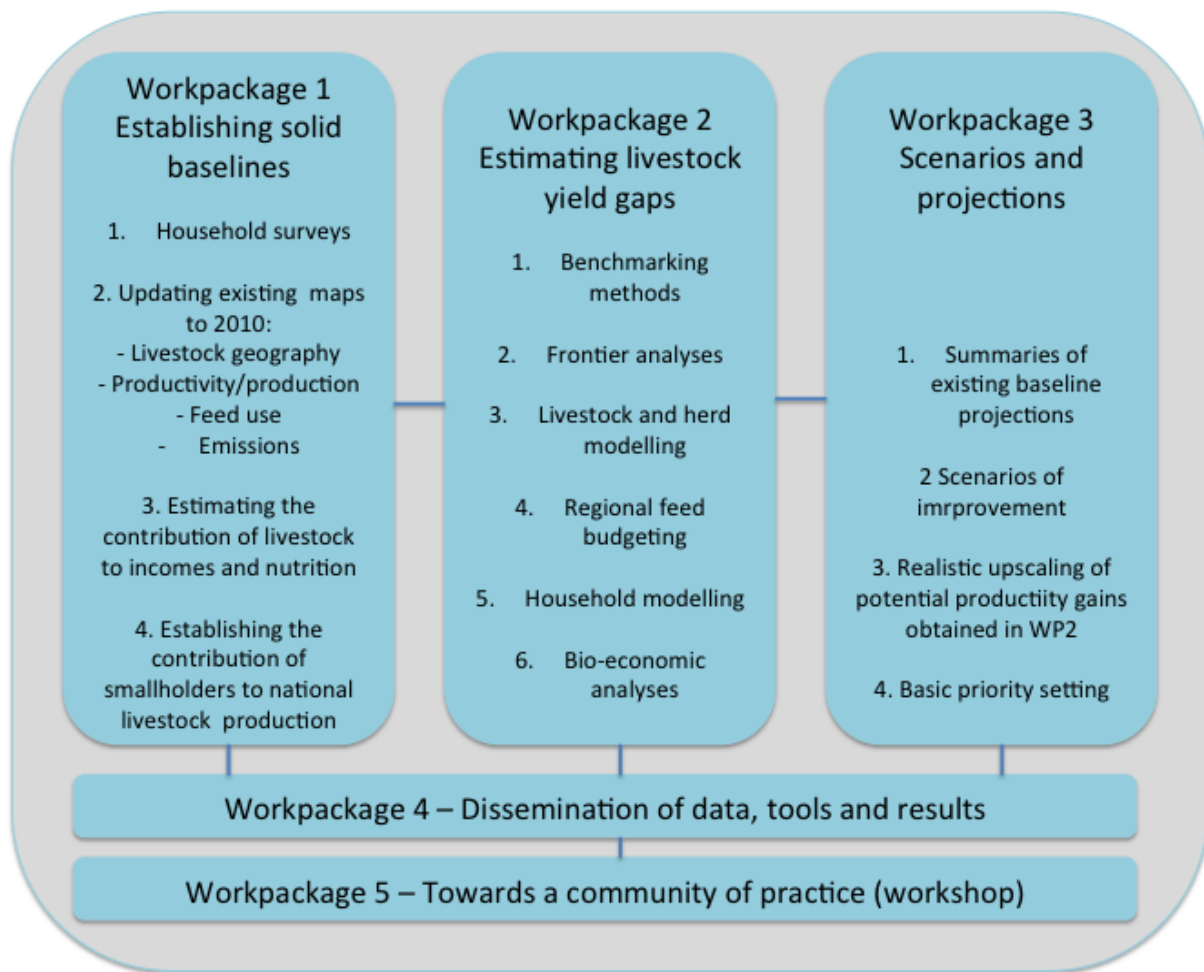 Workpackage 1
Establishing solid
baselines
1. Household surveys
2. Updating existing maps
to 2010:
- Livestock geography
- Productivity/production
- Feed use
- Emissions
3. Estimating the
contribution of livestock
to incomes and nutrition
4. Establishing the
contribution of
smallholders to national
livestock production
Workpackage 2
Estimating livestock
yield gaps
1. Benchmarking
methods
2. Frontier analyses
3. Livestock and herd
modelling
4. Regional feed
budgeting
5. Household modelling
6. Bio-economic
analyses
Workpackage 3
Scenarios and
projections
1. Summaries of
existing baseline
projections
2 Scenarios of
imrprovement
3. Realistic upscaling of
potential productiity gains
obtained in WP2
4. Basic priority setting
Workpackage 4 – Dissemination of data, tools and results
Workpackage 5 – Towards a community of practice (workshop)